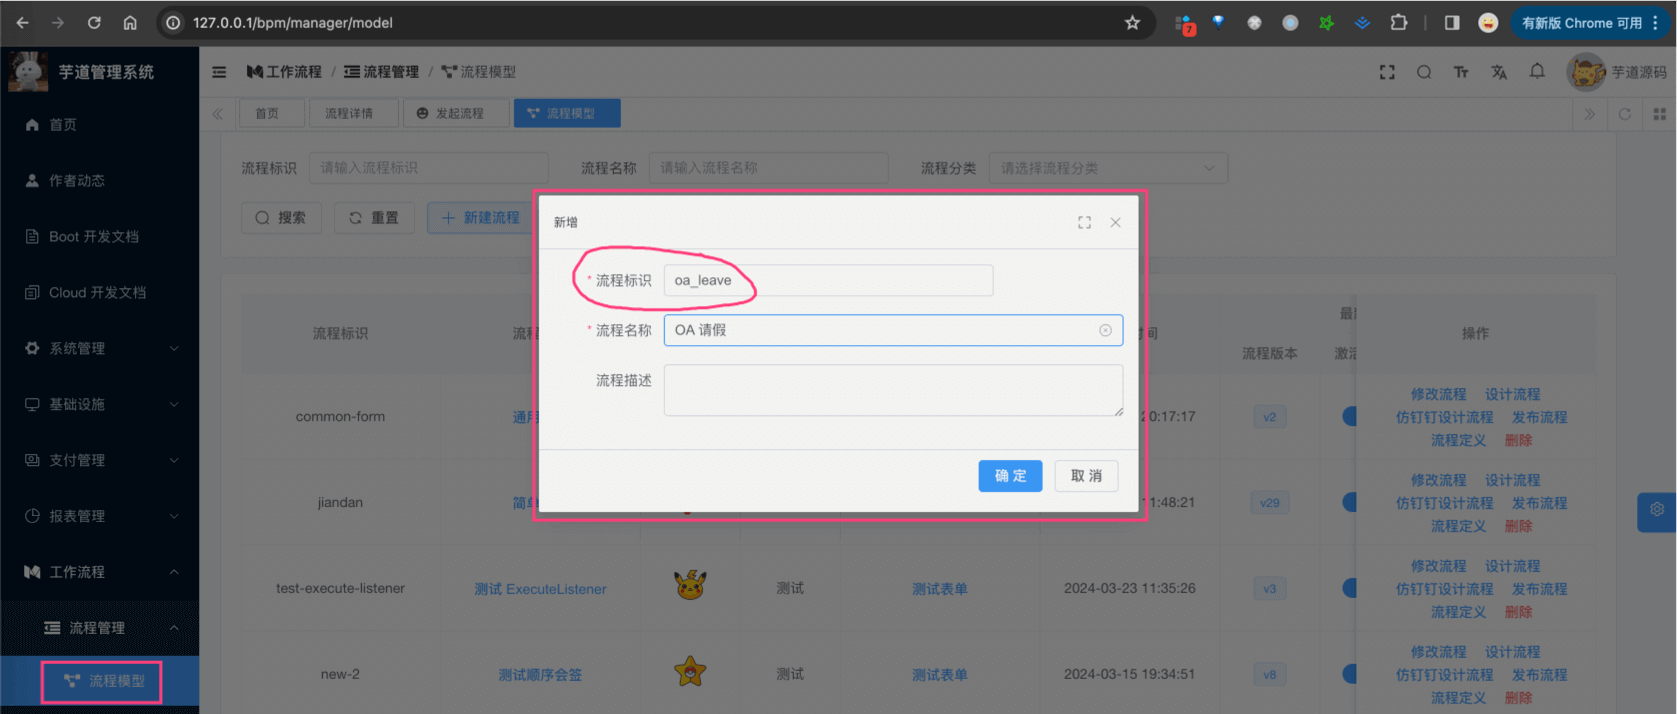 127.0.0.1/bpm/manager/model
7
有新版 Chrome 可用
芋道管理系统
工作流程 / 流程管理 / 流程模型
Tт
芋道源码
首页
流程详情
发起流程
流程模型
首页
作者动态
Boot 开发文档
Cloud 开发文档
系统管理
基础设施
支付管理
报表管理
工作流程
流程管理
流程模型
流程标识 请输入流程标识 流程名称 请输入流程名称 流程分类 请选择流程分类
搜索 重置 新建流程
新增
* 流程标识 oa_leave
* 流程名称 OA 请假
流程描述
确定 取消
流程标识 时间 流程版本 操作
common-form 20:17:17 v2
修改流程 设计流程
仿钉钉设计流程 发布流程
流程定义 删除
jiandan 11:48:21 v29
修改流程 设计流程
仿钉钉设计流程 发布流程
流程定义 删除
test-execute-listener 测试 ExecuteListener 测试 测试表单 2024-03-23 11:35:26 v3
修改流程 设计流程
仿钉钉设计流程 发布流程
流程定义 删除
new-2 测试顺序会签 测试 测试表单 2024-03-15 19:34:51 v8
修改流程 设计流程
仿钉钉设计流程 发布流程
流程定义 删除